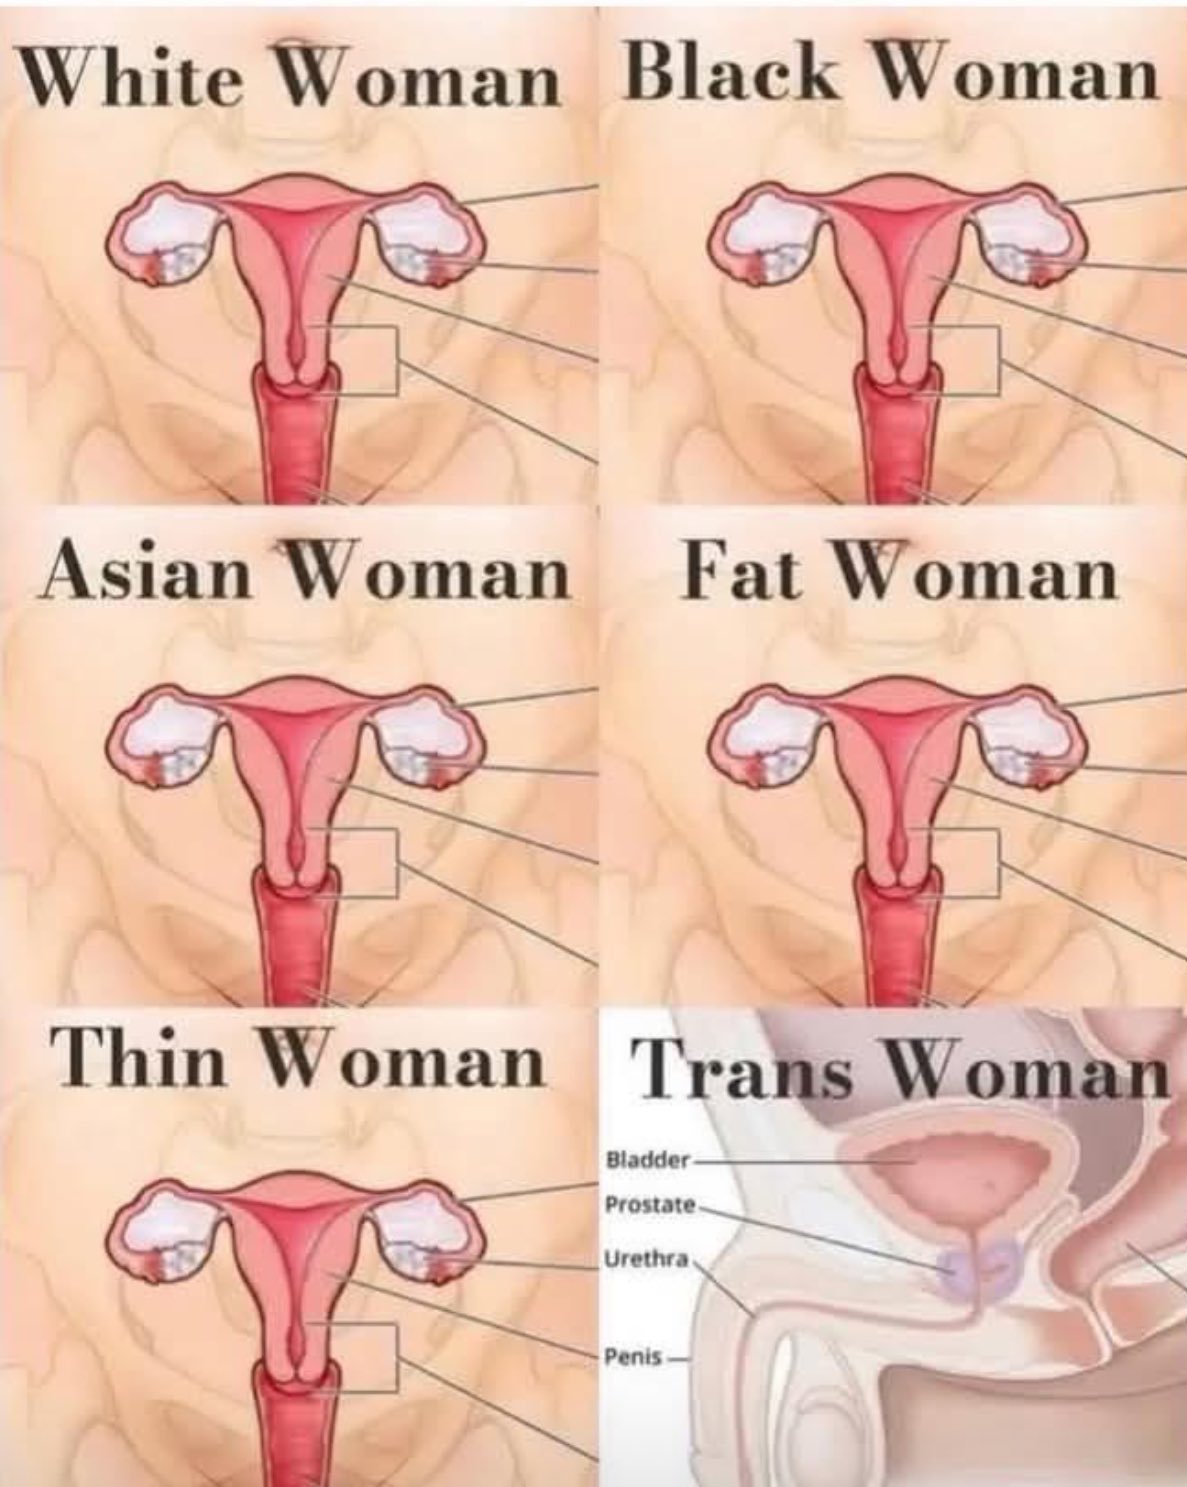 White Woman
Black Woman
Asian Woman
Fat Woman
Thin Woman
Trans Woman
Bladder
Prostate
Urethra
Penis